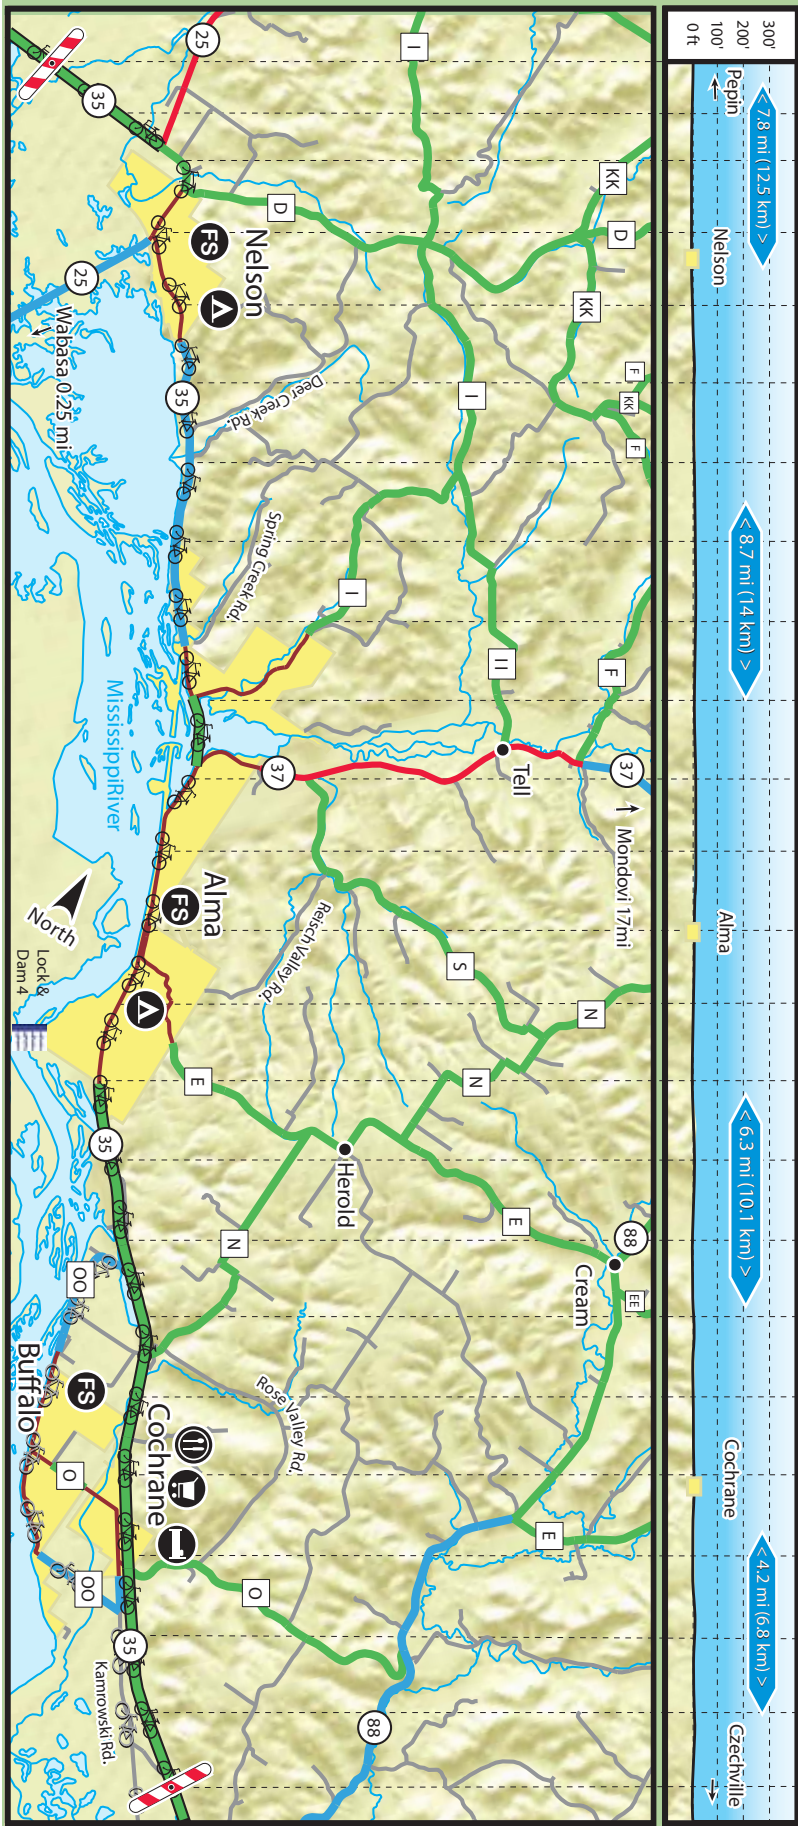 300'
200'
100'
0 ft
Pepin
< 7.8 mi (12.5 km) >
Nelson
< 8.7 mi (14 km) >
Alma
< 6.3 mi (10.1 km) >
Cochrane
< 4.2 mi (6.8 km) >
Czechville
25
35
I
KK
D
D
KK
FS
Nelson
25
Wabasa 0.25 mi
35
Deer Creek Rd.
I
F
KK
F
Spring Creek Rd.
I
II
F
MississippiRiver
37
Tell
37
Mondovi 17mi
Alma
FS
North
Lock &
Dam 4
Reisch Valley Rd.
S
N
N
E
35
Herold
E
88
Cream
EE
N
OO
Buffalo
FS
Rose Valley Rd.
Cochrane
O
E
OO
O
35
Kamrowski Rd.
88